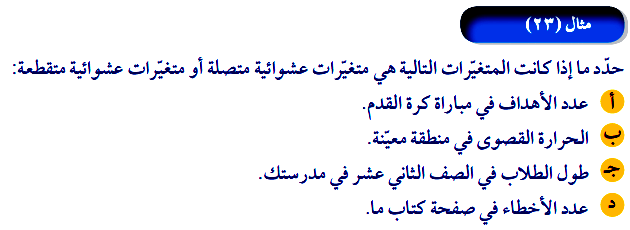 مثال (٢٣)
حدّد ما إذا كانت المتغيّرات التالية هي متغيّرات عشوائية متصلة أو متغيّرات عشوائية متقطعة:
أ عدد الأهداف في مباراة كرة القدم.
ب الحرارة القصوى في منطقة معيّنة.
جـ طول الطلاب في الصف الثاني عشر في مدرستك.
د عدد الأخطاء في صفحة كتاب ما.